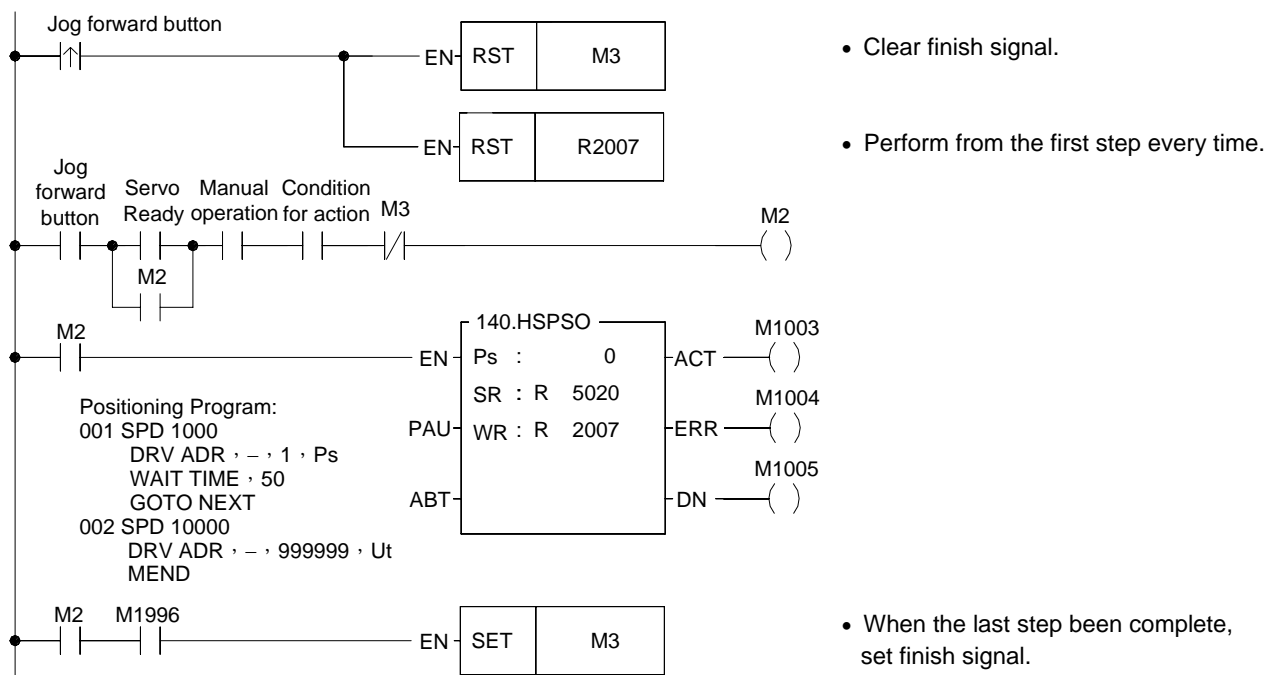 Jog forward button
EN RST M3
• Clear finish signal.
EN RST R2007
• Perform from the first step every time.
Jog forward button
Servo Ready
Manual operation
Condition for action
M3
M2
M2
M2
140.HSPSO
EN Ps : 0 ACT M1003
SR : R 5020
PAU WR : R 2007 ERR M1004
ABT DN M1005
Positioning Program:
001 SPD 1000
DRV ADR，–，1，Ps
WAIT TIME，50
GOTO NEXT
002 SPD 10000
DRV ADR，–，999999，Ut
MEND
M2 M1996
EN SET M3
• When the last step been complete,
set finish signal.